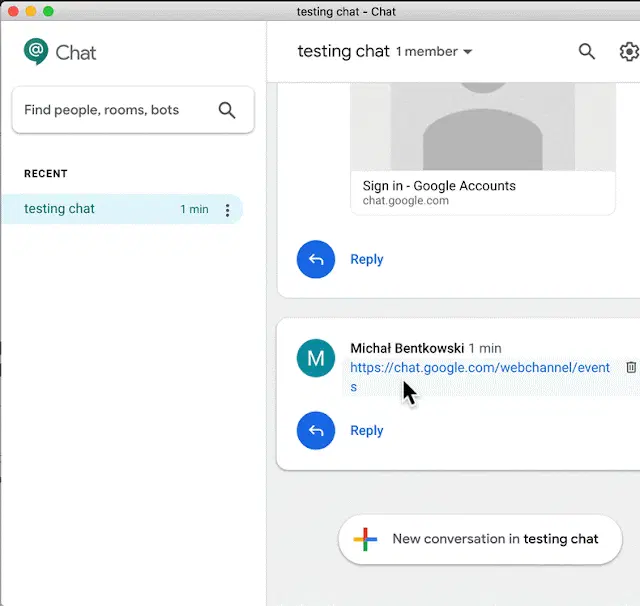 testing chat - Chat
Chat
testing chat 1 member
Find people, rooms, bots
RECENT
testing chat 1 min
Sign in - Google Accounts
chat.google.com
Reply
M
Michał Bentkowski 1 min
https://chat.google.com/webchannel/event
s
Reply
New conversation in testing chat